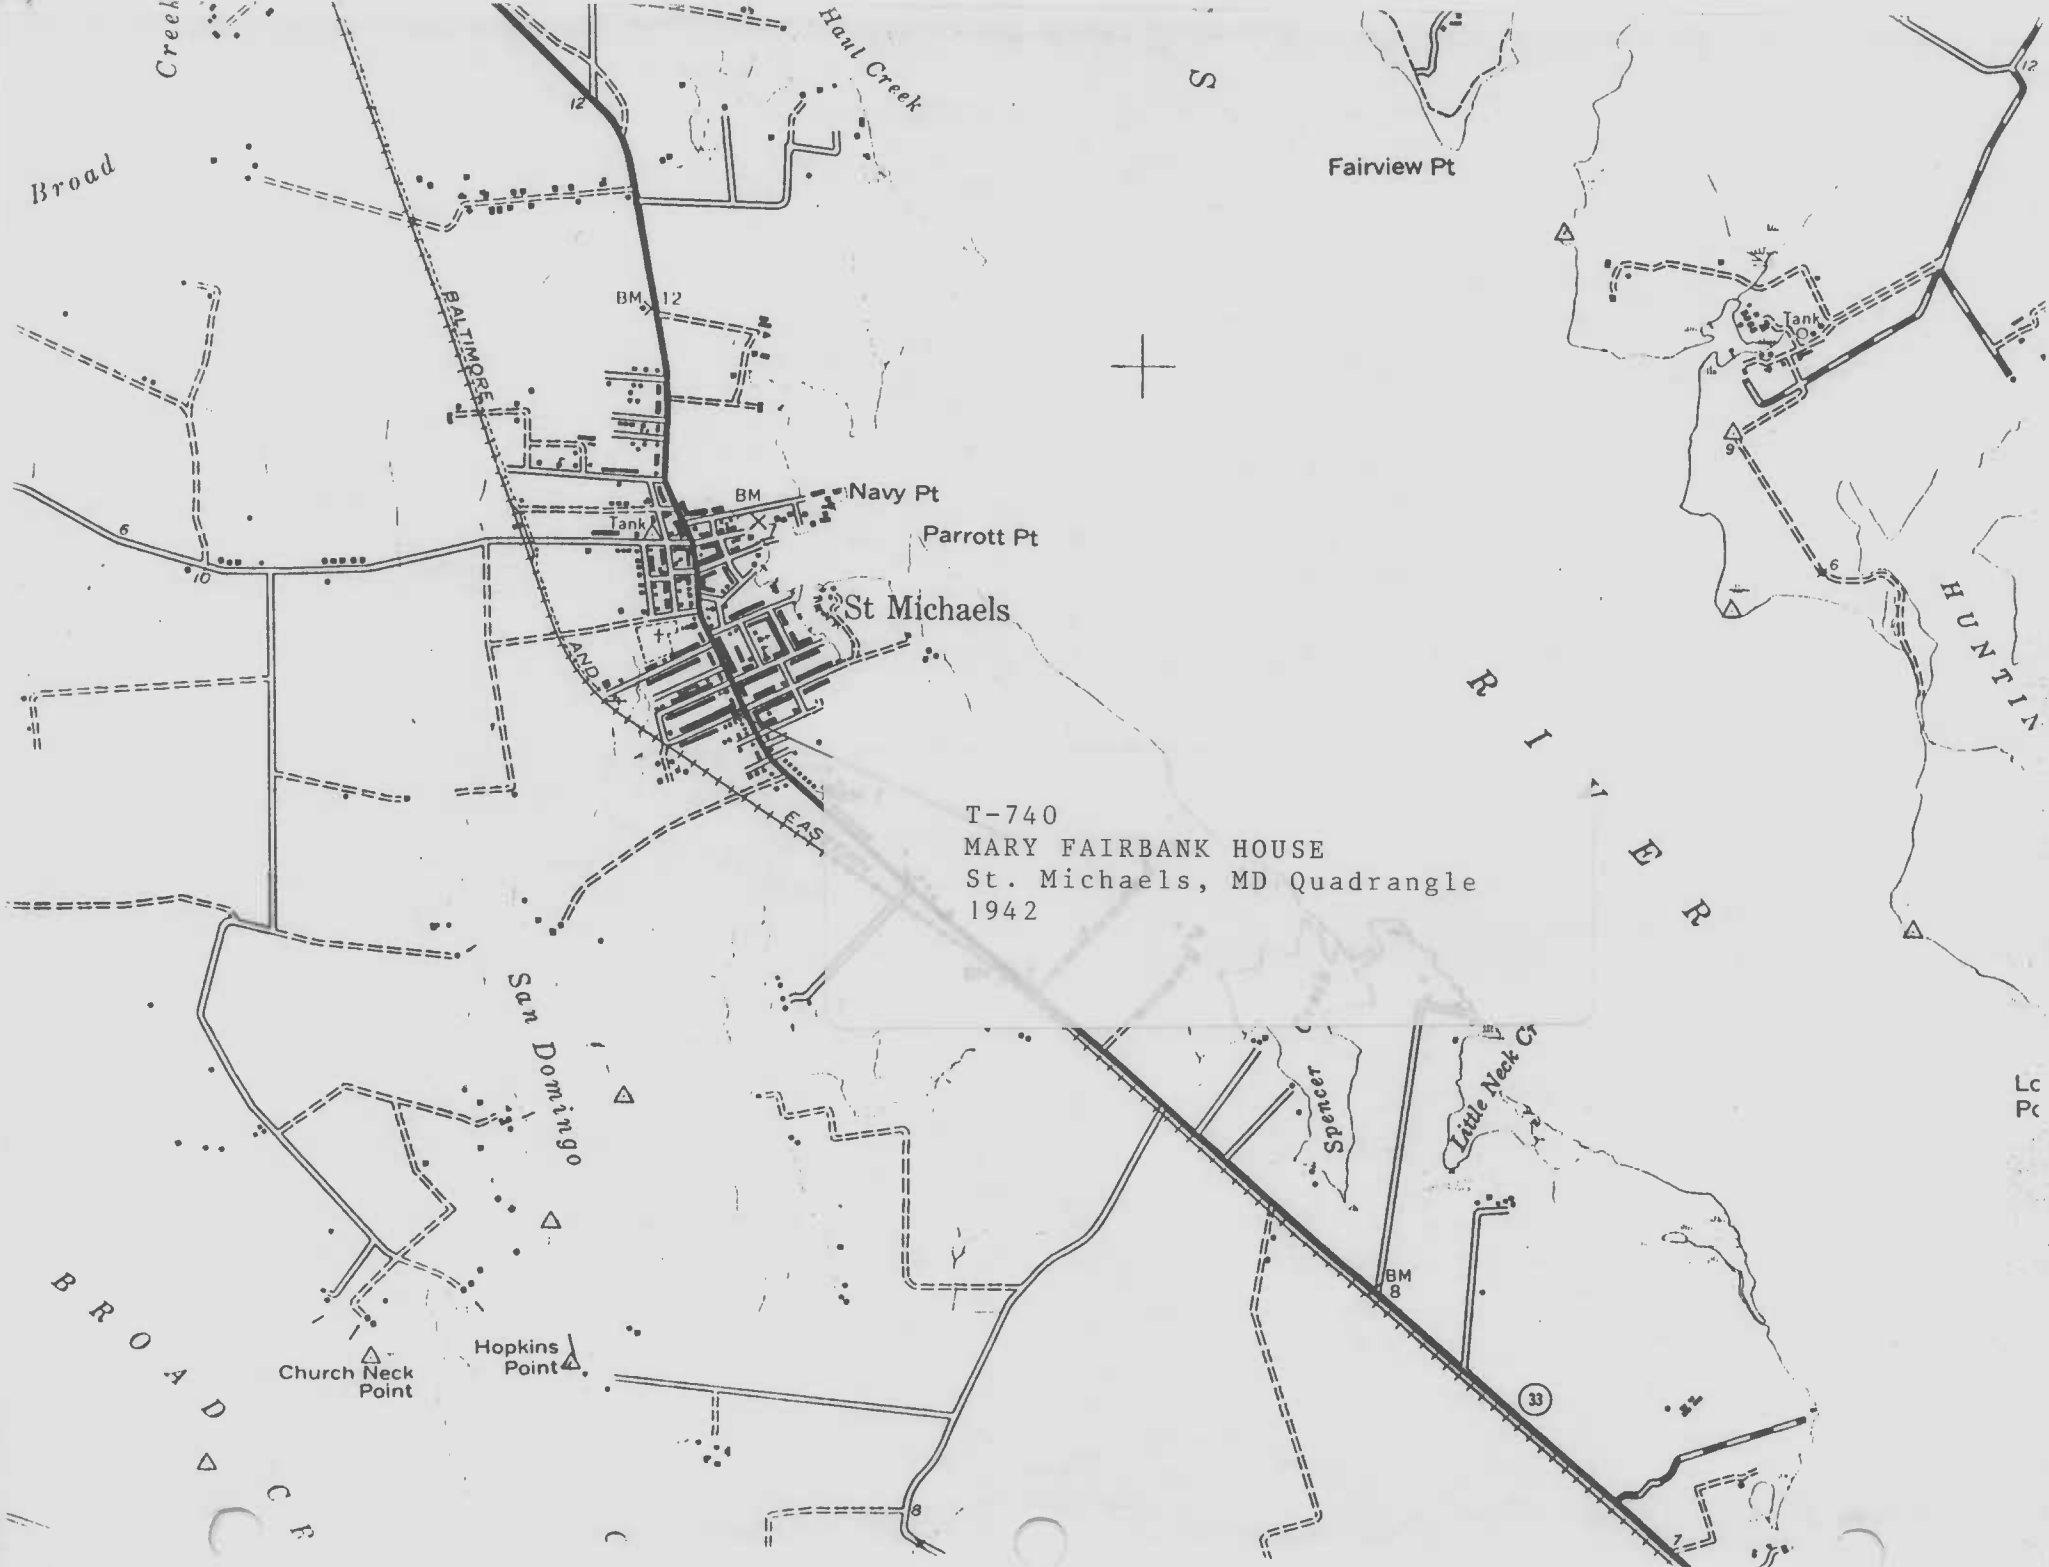 Creek
Haul Creek
S
12
12
Broad
Fairview Pt
BM 12
BALTIMORE
Tank
9
BM
Navy Pt
7
Tank
Parrott Pt
6
10
6
St Michaels
HUNTIN
AND
RIVER
EAS
T-740
MARY FAIRBANK HOUSE
St. Michaels, MD Quadrangle
1942
San Domingo
Spencer C
Little Neck Cr
Lo
Po
BM
8
BROAD CR
Hopkins
Point
Church Neck
Point
33
8
7